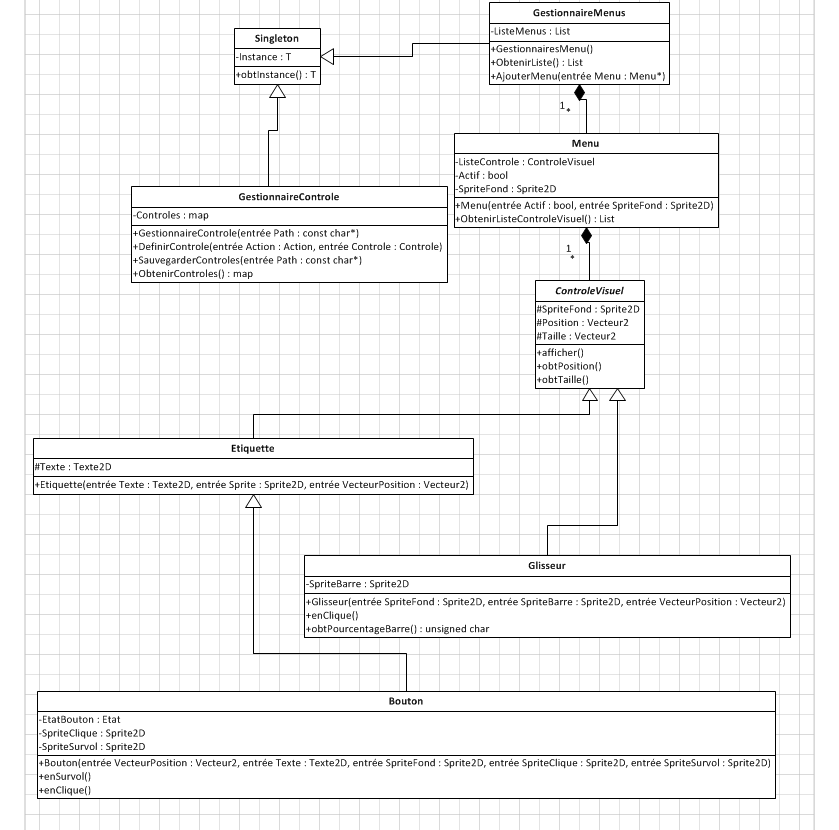 GestionnaireMenus
-ListeMenus : List
+GestionnairesMenu()
+ObtenirListe() : List
+AjouterMenu(entrée Menu : Menu*)
Singleton
-Instance : T
+obtInstance() : T
1
*
Menu
-ListeControle : ControleVisuel
-Actif : bool
-SpriteFond : Sprite2D
+Menu(entrée Actif : bool, entrée SpriteFond : Sprite2D)
+ObtenirListeControleVisuel() : List
GestionnaireControle
-Controles : map
+GestionnaireControle(entrée Path : const char*)
+DefinirControle(entrée Action : Action, entrée Controle : Controle)
+SauvegarderControles(entrée Path : const char*)
+ObtenirControles() : map
1
*
ControleVisuel
#SpriteFond : Sprite2D
#Position : Vecteur2
#Taille : Vecteur2
+afficher()
+obtPosition()
+obtTaille()
Etiquette
#Texte : Texte2D
+Etiquette(entrée Texte : Texte2D, entrée Sprite : Sprite2D, entrée VecteurPosition : Vecteur2)
Glisseur
-SpriteBarre : Sprite2D
+Glisseur(entrée SpriteFond : Sprite2D, entrée SpriteBarre : Sprite2D, entrée VecteurPosition : Vecteur2)
+enClique()
+obtPourcentageBarre() : unsigned char
Bouton
-EtatBouton : Etat
-SpriteClique : Sprite2D
-SpriteSurvol : Sprite2D
+Bouton(entrée VecteurPosition : Vecteur2, entrée Texte : Texte2D, entrée SpriteFond : Sprite2D, entrée SpriteClique : Sprite2D, entrée SpriteSurvol : Sprite2D)
+enSurvol()
+enClique()